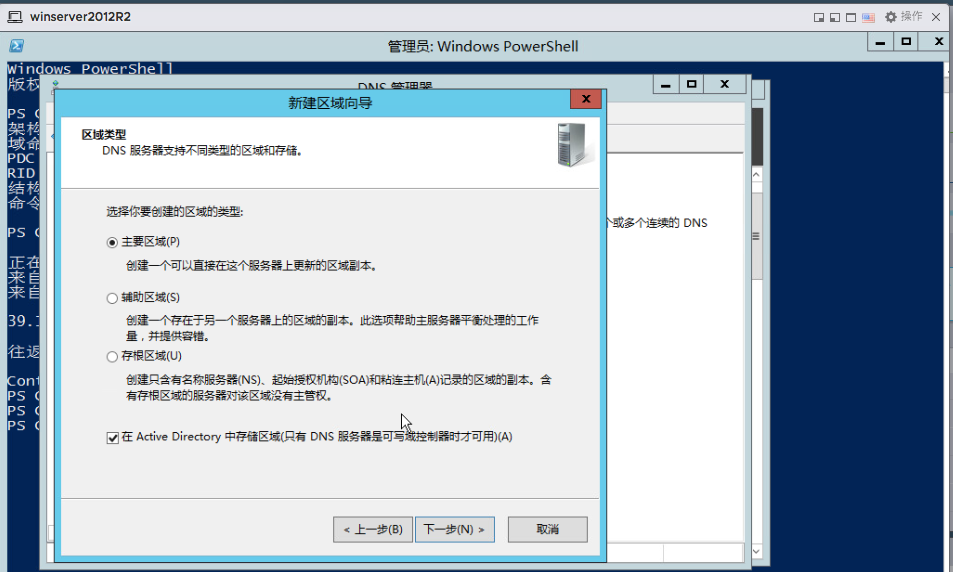 winserver2012R2
操作
管理员: Windows PowerShell
Windows PowerShell
版权
DNS 管理器
新建区域向导
PS
架构
域命
PDC
RID
结构
命令
PS
正在
来自
来自
39.
往返
Cont
PS
PS
PS
区域类型
DNS 服务器支持不同类型的区域和存储。
选择你要创建的区域的类型:
主要区域(P)
创建一个可以直接在这个服务器上更新的区域副本。
辅助区域(S)
创建一个存在于另一个服务器上的区域的副本。此选项帮助主服务器平衡处理的工作
量，并提供容错。
存根区域(U)
创建只含有名称服务器(NS)、起始授权机构(SOA)和粘连主机(A)记录的区域的副本。含
有存根区域的服务器对该区域没有主管权。
在 Active Directory 中存储区域(只有 DNS 服务器是可写域控制器时才可用)(A)
个或多个连续的 DNS
< 上一步(B)
下一步(N) >
取消